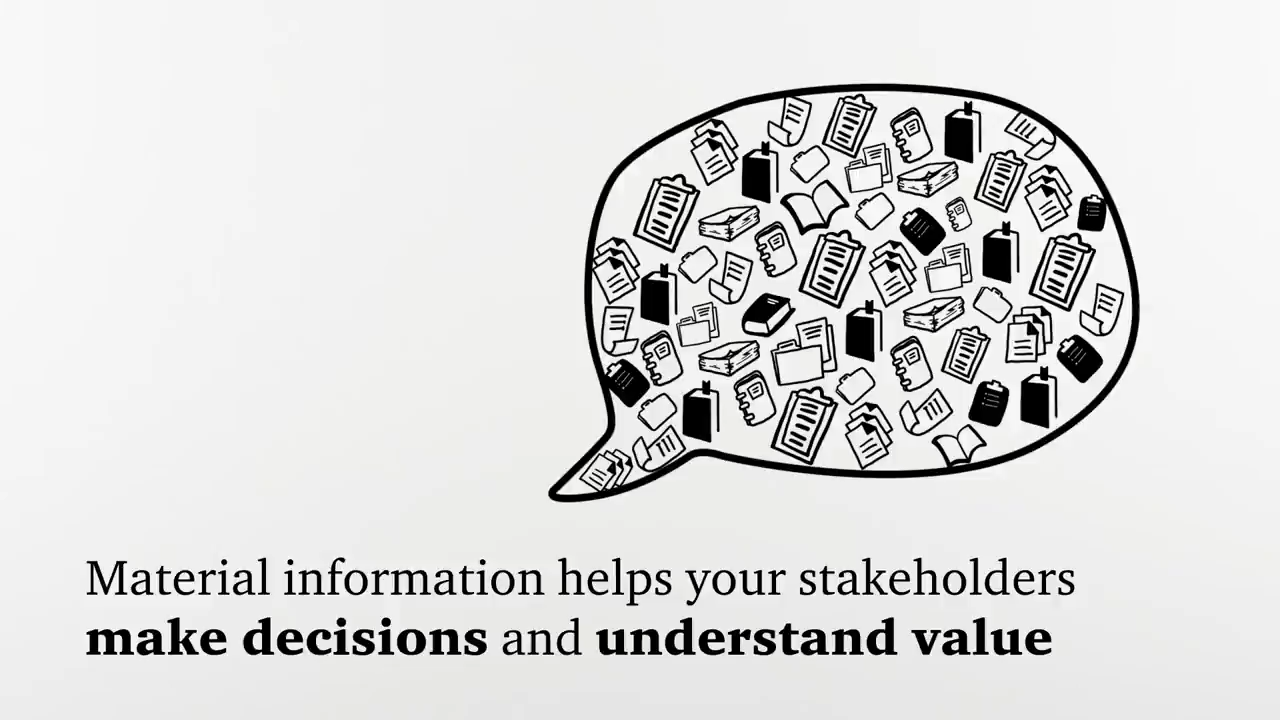 Material information helps your stakeholders
make decisions and understand value